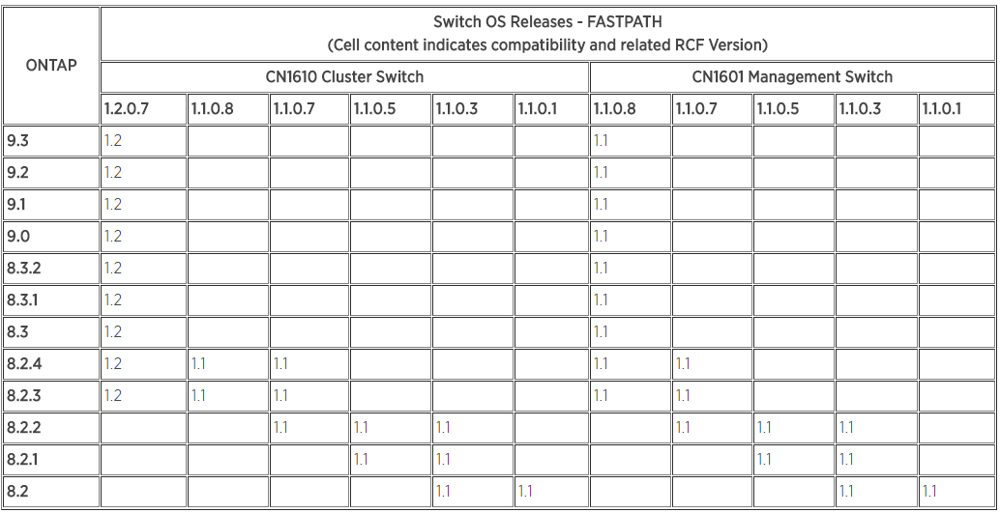 ONTAP
Switch OS Releases - FASTPATH
(Cell content indicates compatibility and related RCF Version)
CN1610 Cluster Switch CN1601 Management Switch
1.2.0.7 1.1.0.8 1.1.0.7 1.1.0.5 1.1.0.3 1.1.0.1 1.1.0.8 1.1.0.7 1.1.0.5 1.1.0.3 1.1.0.1
9.3 1.2 1.1
9.2 1.2 1.1
9.1 1.2 1.1
9.0 1.2 1.1
8.3.2 1.2 1.1
8.3.1 1.2 1.1
8.3 1.2 1.1
8.2.4 1.2 1.1 1.1 1.1 1.1
8.2.3 1.2 1.1 1.1 1.1 1.1
8.2.2 1.1 1.1 1.1 1.1 1.1 1.1
8.2.1 1.1 1.1 1.1 1.1
8.2 1.1 1.1 1.1 1.1